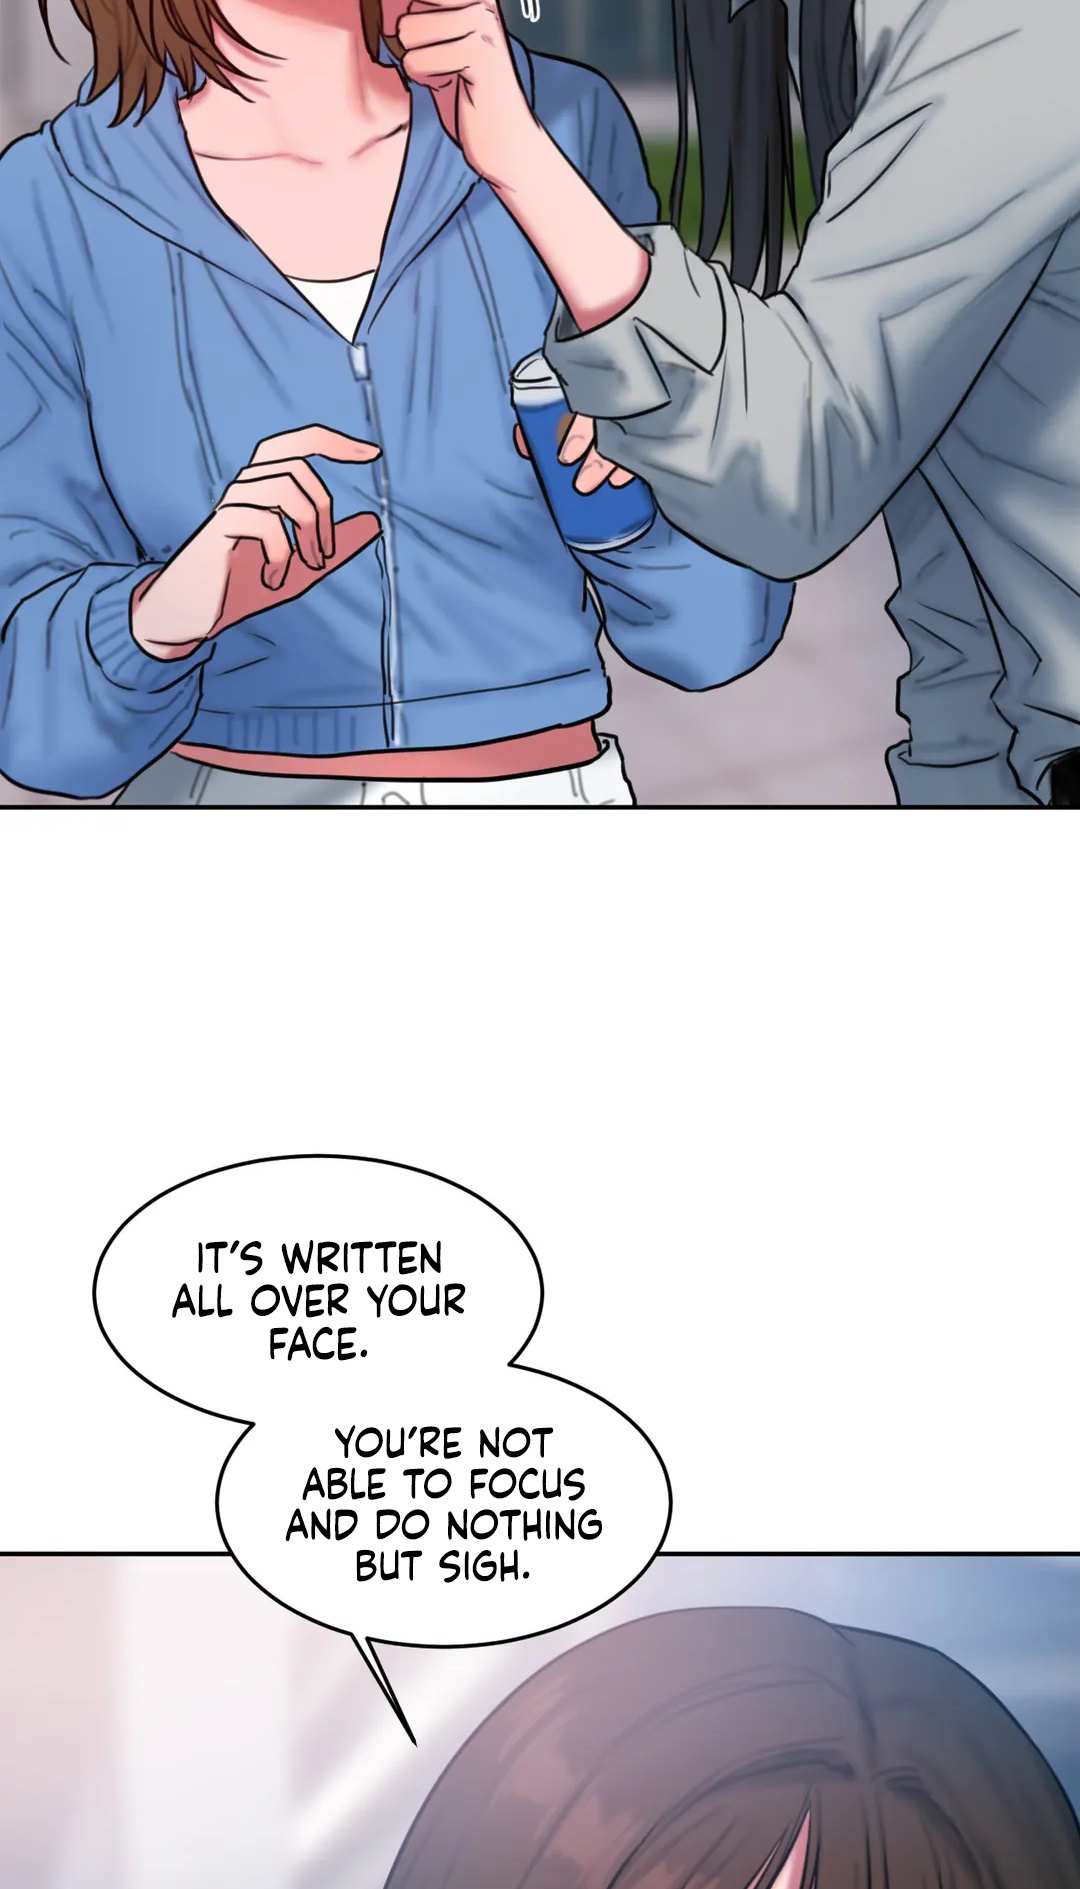 IT'S WRITTEN
ALL OVER YOUR
FACE.
YOU'RE NOT
ABLE TO FOCUS
AND DO NOTHING
BUT SIGH.